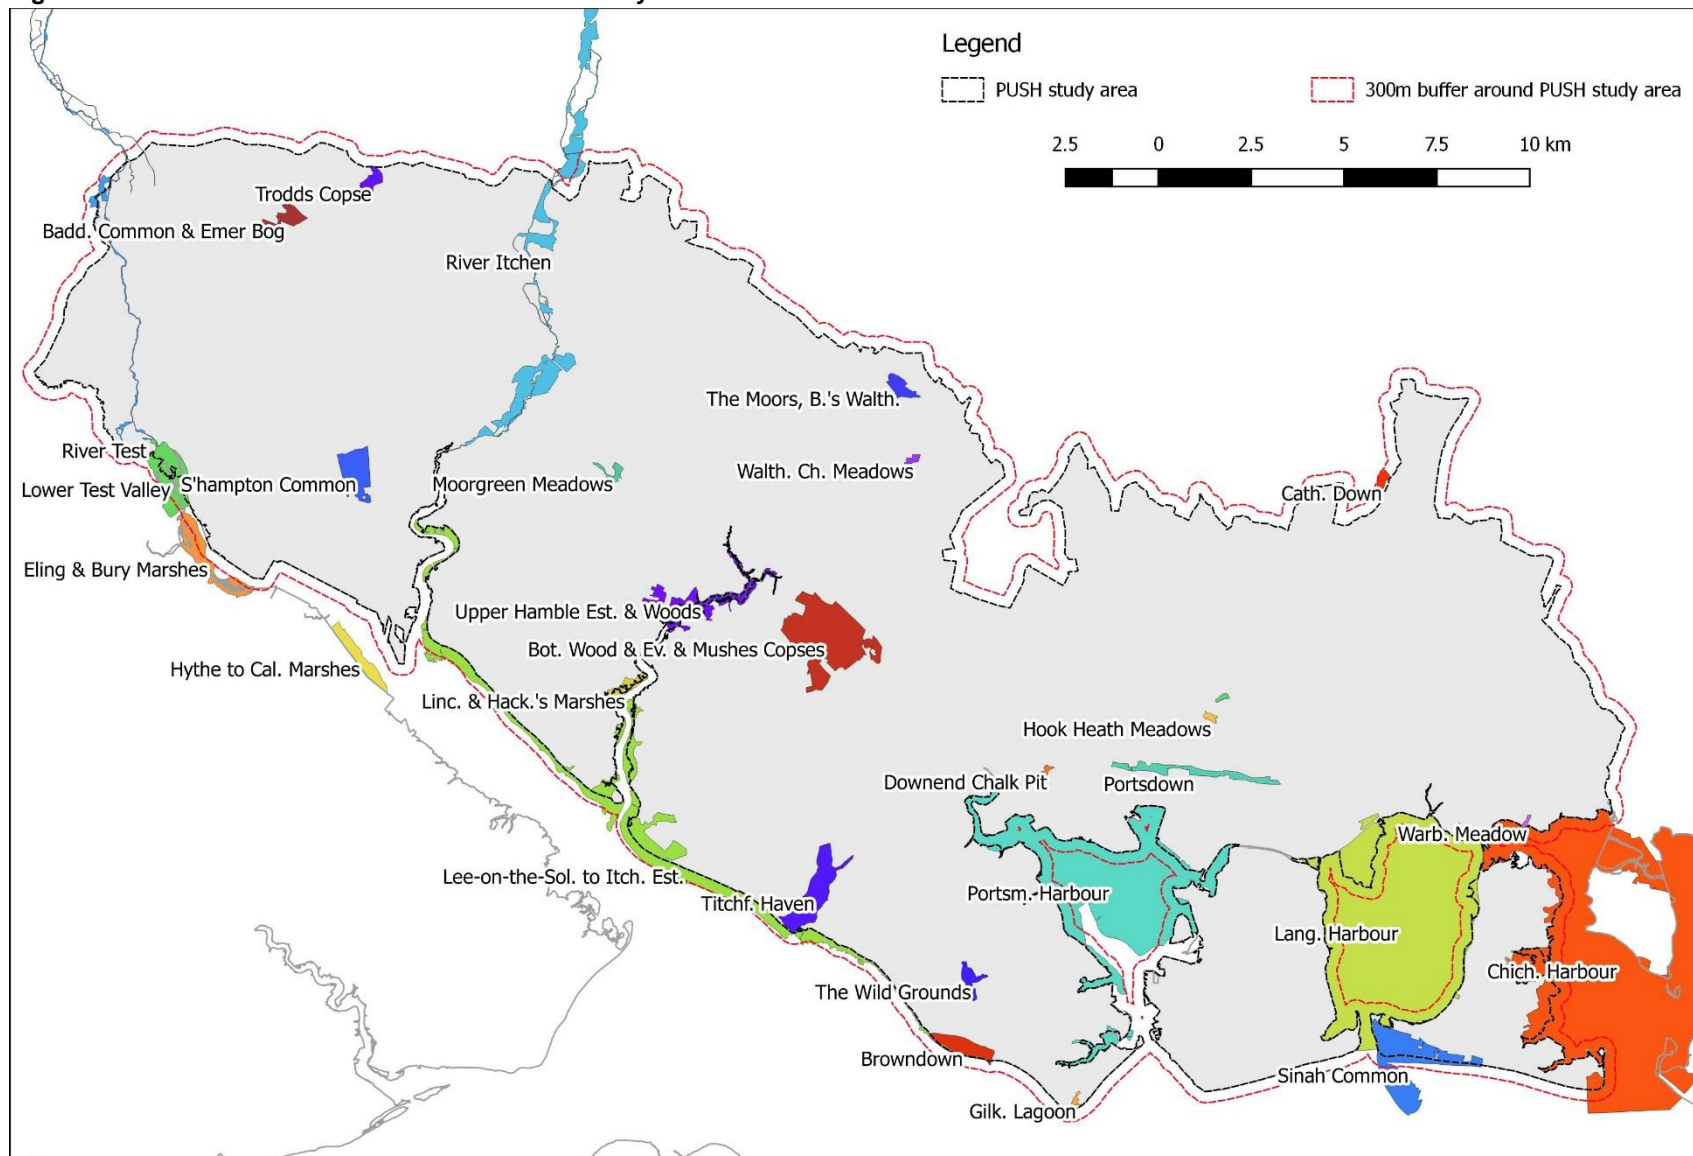 Legend
PUSH study area
300m buffer around PUSH study area
2.5 0 2.5 5 7.5 10 km
Trodds Copse
Badd. Common & Emer Bog
River Itchen
The Moors, B.'s Walth.
River Test
Lower Test Valley
S'hampton Common
Moorgreen Meadows
Walth. Ch. Meadows
Cath. Down
Eling & Bury Marshes
Upper Hamble Est. & Woods
Bot. Wood & Ev. & Mushes Copses
Hythe to Cal. Marshes
Linc. & Hack.'s Marshes
Hook Heath Meadows
Downend Chalk Pit
Portsdown
Warb. Meadow
Lee-on-the-Sol. to Itch. Est.
Titchf. Haven
Portsm. Harbour
Lang. Harbour
Chich. Harbour
The Wild Grounds
Browndown
Sinah Common
Gilk. Lagoon